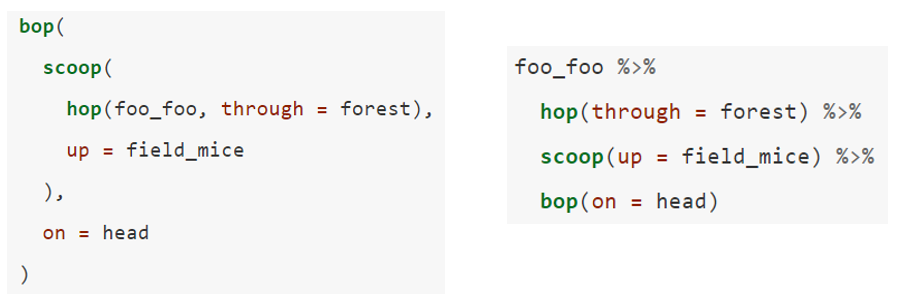 bop(
  scoop(
    hop(foo_foo, through = forest),
    up = field_mice
  ),
  on = head
)
foo_foo %>%
  hop(through = forest) %>%
  scoop(up = field_mice) %>%
  bop(on = head)